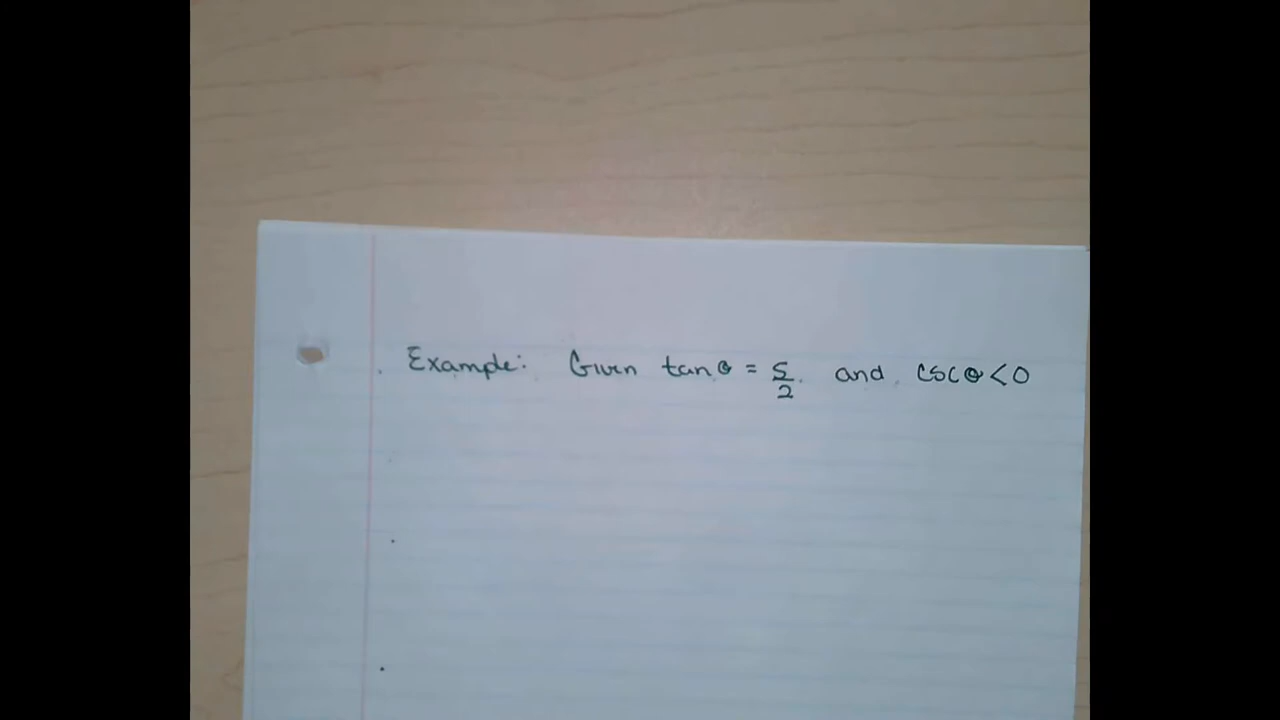 Example: Given tan θ = 5/2 and csc θ < 0